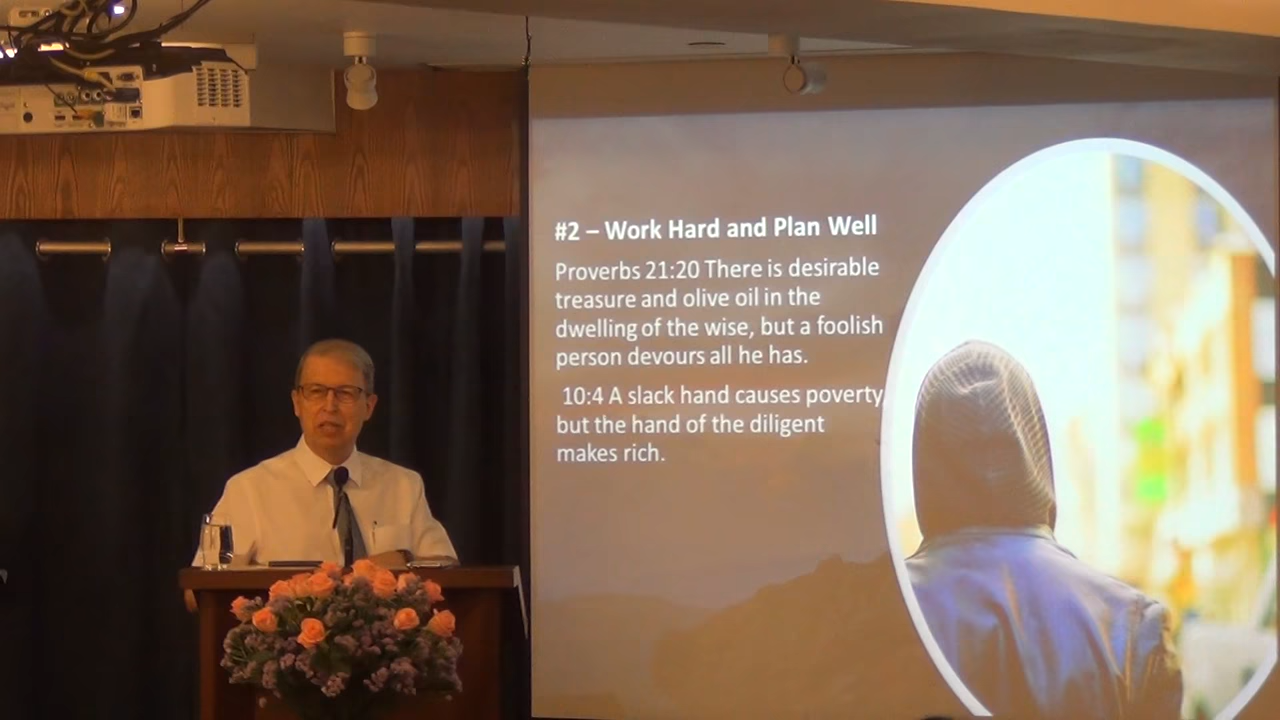 #2 – Work Hard and Plan Well
Proverbs 21:20 There is desirable
treasure and olive oil in the
dwelling of the wise, but a foolish
person devours all he has.
10:4 A slack hand causes poverty,
but the hand of the diligent
makes rich.